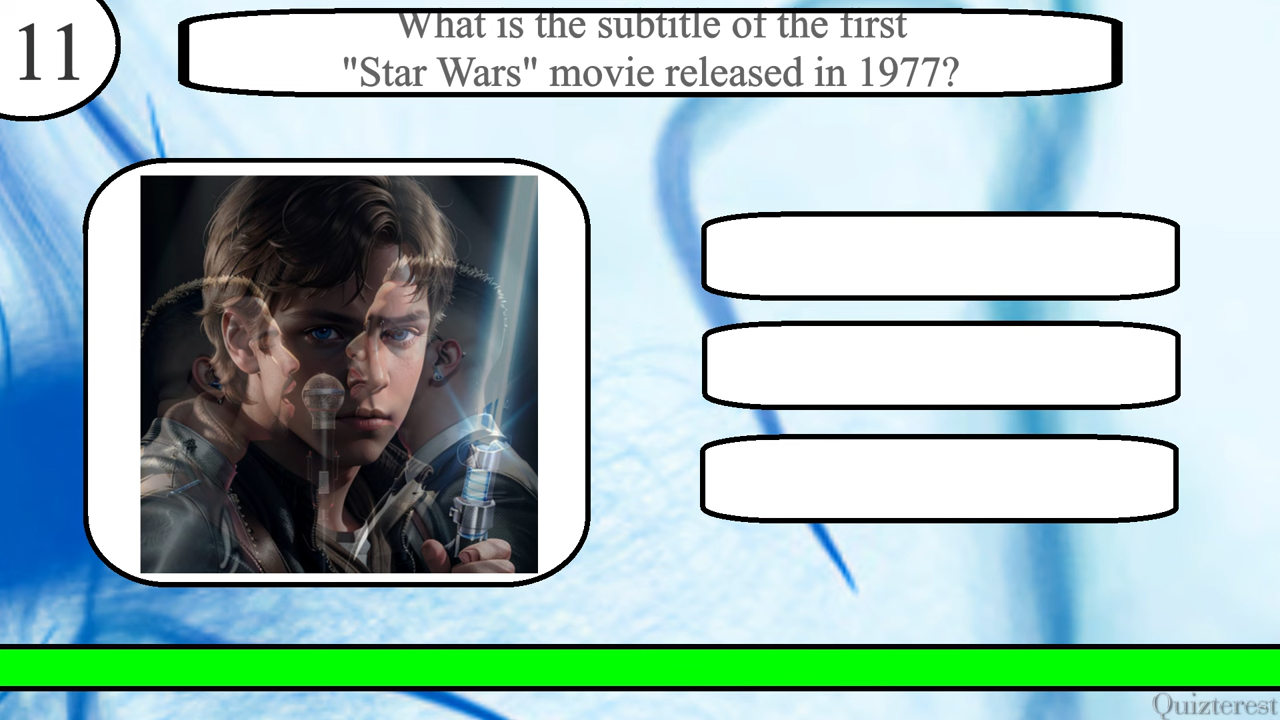 11
What is the subtitle of the first
"Star Wars" movie released in 1977?
Quizterest